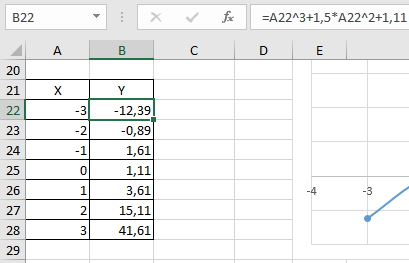 B22 fx =A22^3+1,5*A22^2+1,11
A B C D E
20
21 X Y
22 -3 -12,39
23 -2 -0,89
24 -1 1,61
25 0 1,11
26 1 3,61
27 2 15,11
28 3 41,61
29
-4 -3